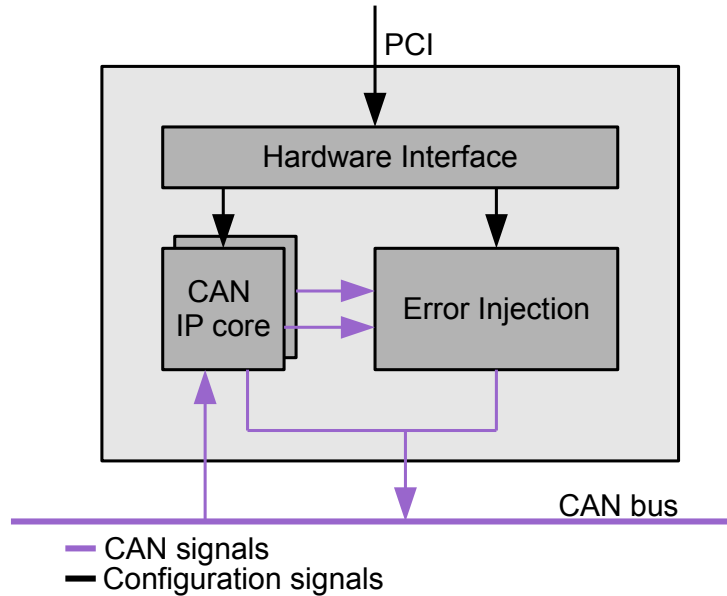 PCI
Hardware Interface
CAN
IP core
Error Injection
CAN bus
CAN signals
Configuration signals